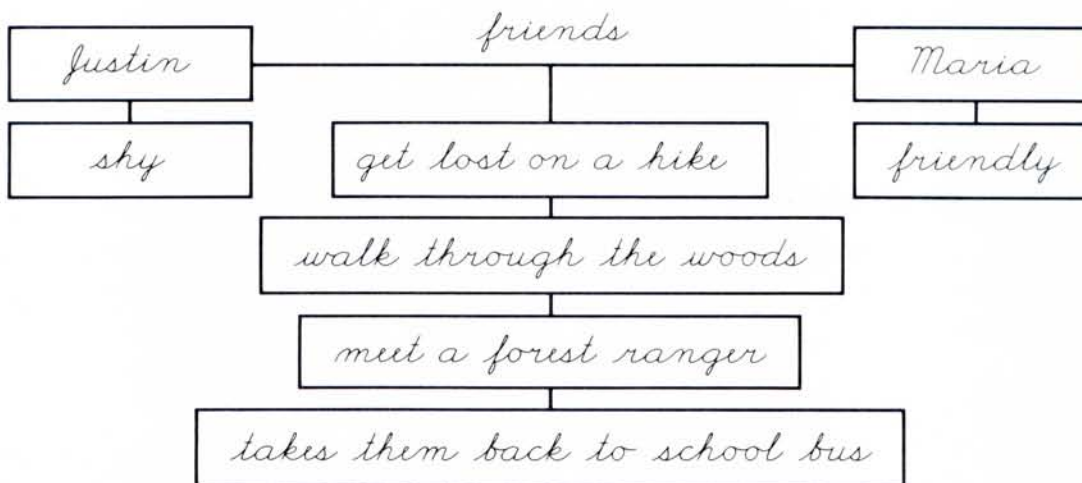 friends
Justin
Maria
shy
get lost on a hike
friendly
walk through the woods
meet a forest ranger
takes them back to school bus